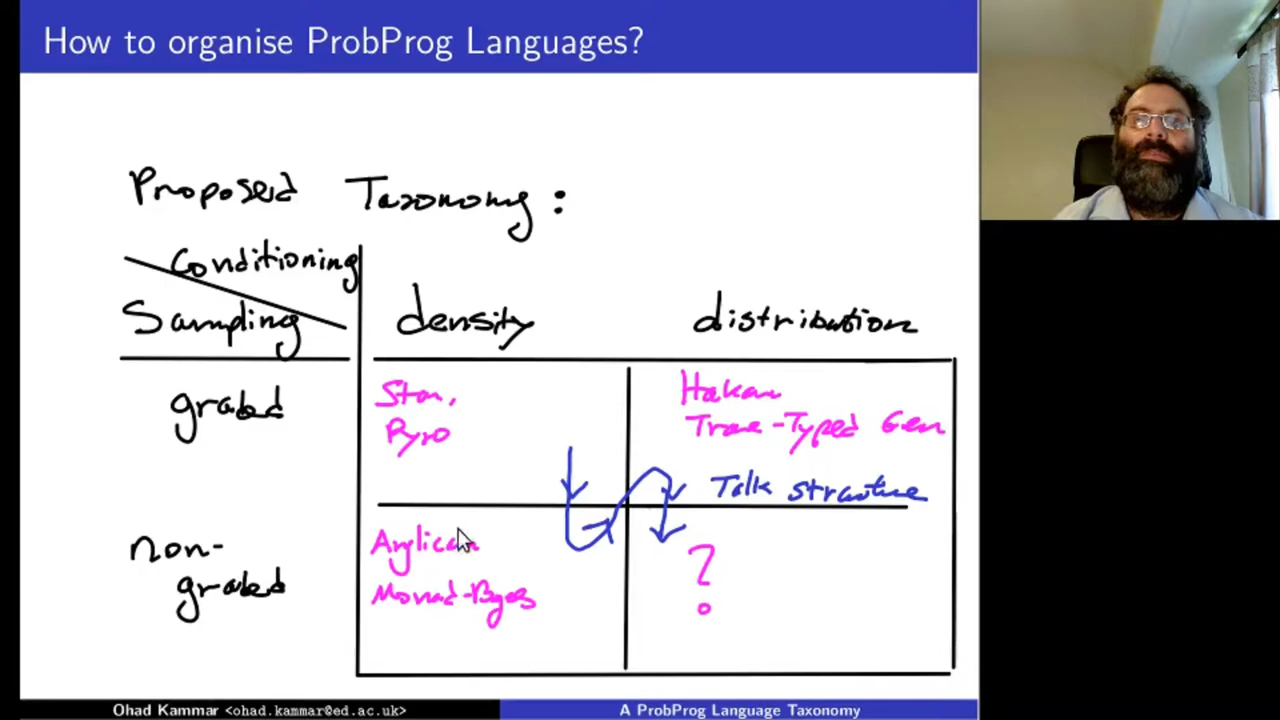 How to organise ProbProg Languages?
Proposed Taxonomy:
Conditioning
Sampling
density
distribution
graded
Stan,
Pyro
Hakaru
Trace-Typed Gen
Talk structure
non-
graded
Anglican
Monad-Bayes
?
Ohad Kammar <ohad.kammar@ed.ac.uk>
A ProbProg Language Taxonomy